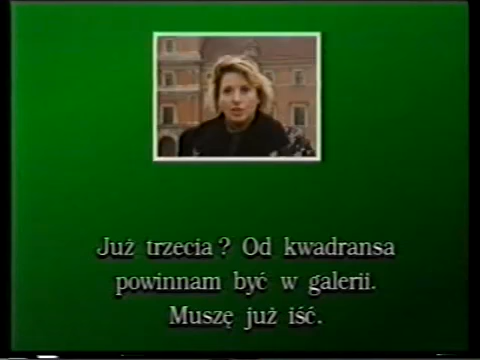 Już trzecia? Od kwadransa
powinnam być w galerii.
Muszę już iść.